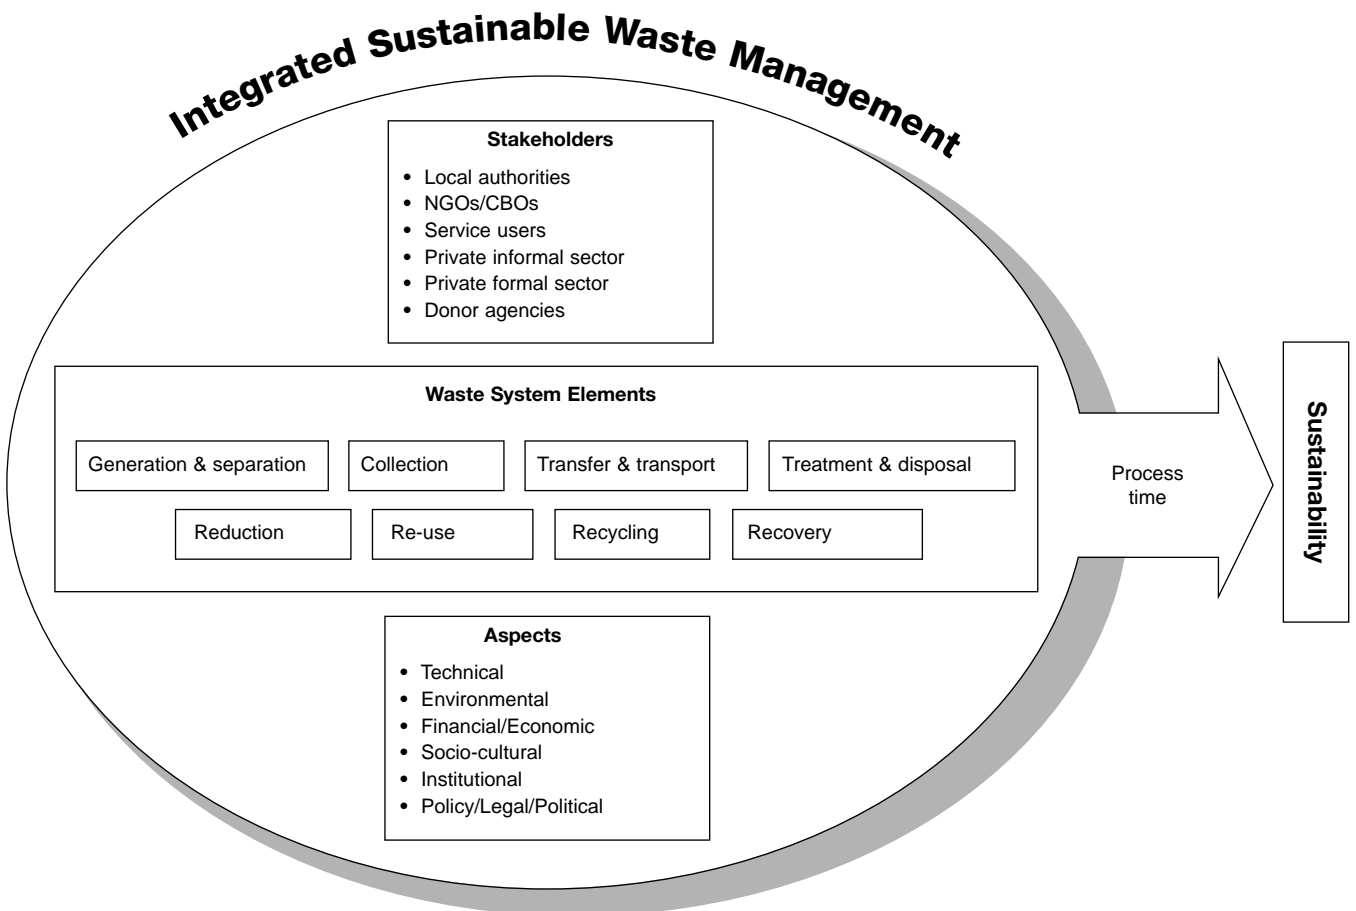 Integrated Sustainable Waste Management
Stakeholders
• Local authorities
• NGOs/CBOs
• Service users
• Private informal sector
• Private formal sector
• Donor agencies
Waste System Elements
Generation & separation
Collection
Transfer & transport
Treatment & disposal
Reduction
Re-use
Recycling
Recovery
Aspects
• Technical
• Environmental
• Financial/Economic
• Socio-cultural
• Institutional
• Policy/Legal/Political
Process
time
Sustainability